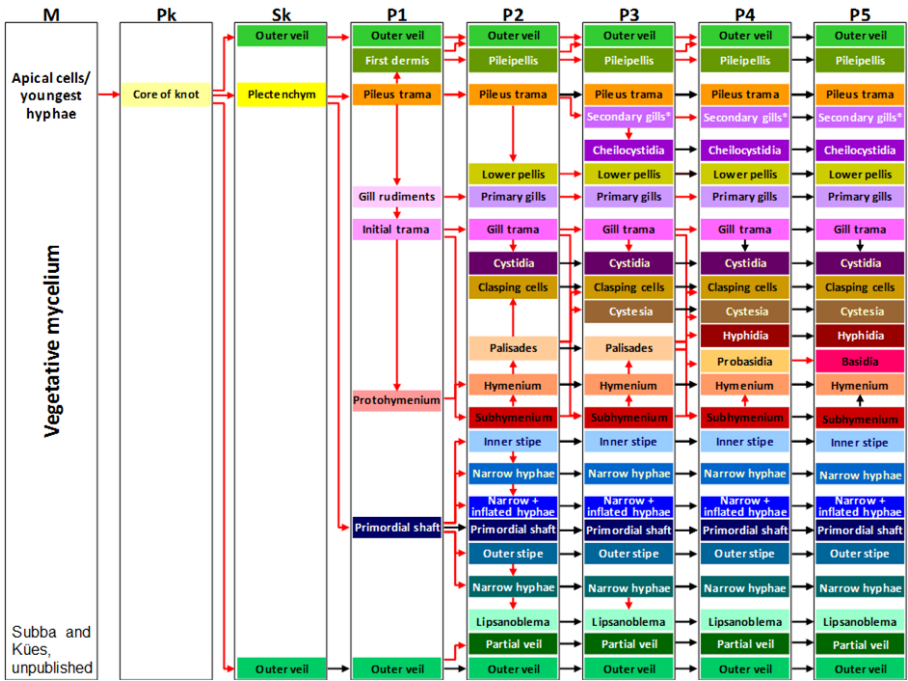 M Pk Sk P1 P2 P3 P4 P5
Outer veil Outer veil Outer veil Outer veil Outer veil Outer veil
First dermis Pileipellis Pileipellis Pileipellis Pileipellis
Apical cells/
youngest
hyphae
Core of knot Plectenchym Pileus trama Pileus trama Pileus trama Pileus trama Pileus trama
Secondary gills* Secondary gills* Secondary gills*
Cheilocystidia Cheilocystidia Cheilocystidia
Lower pellis Lower pellis Lower pellis Lower pellis
Gill rudiments Primary gills Primary gills Primary gills Primary gills
Initial trama Gill trama Gill trama Gill trama Gill trama
Cystidia Cystidia Cystidia Cystidia
Clasping cells Clasping cells Clasping cells Clasping cells
Cystesia Cystesia Cystesia
Hyphidia Hyphidia
Palisades Palisades
Probasidia Basidia
Vegetative mycelium
Hymenium Hymenium Hymenium Hymenium
Protohymenium
Subhymenium Subhymenium Subhymenium Subhymenium
Inner stipe Inner stipe Inner stipe Inner stipe
Narrow hyphae Narrow hyphae Narrow hyphae Narrow hyphae
Narrow + Narrow + Narrow + Narrow +
inflated hyphae inflated hyphae inflated hyphae inflated hyphae
Primordial shaft Primordial shaft Primordial shaft Primordial shaft Primordial shaft
Outer stipe Outer stipe Outer stipe Outer stipe
Narrow hyphae Narrow hyphae Narrow hyphae Narrow hyphae
Lipsanoblema Lipsanoblema Lipsanoblema Lipsanoblema
Partial veil Partial veil Partial veil Partial veil
Subba and
Kües,
unpublished
Outer veil Outer veil Outer veil Outer veil Outer veil Outer veil